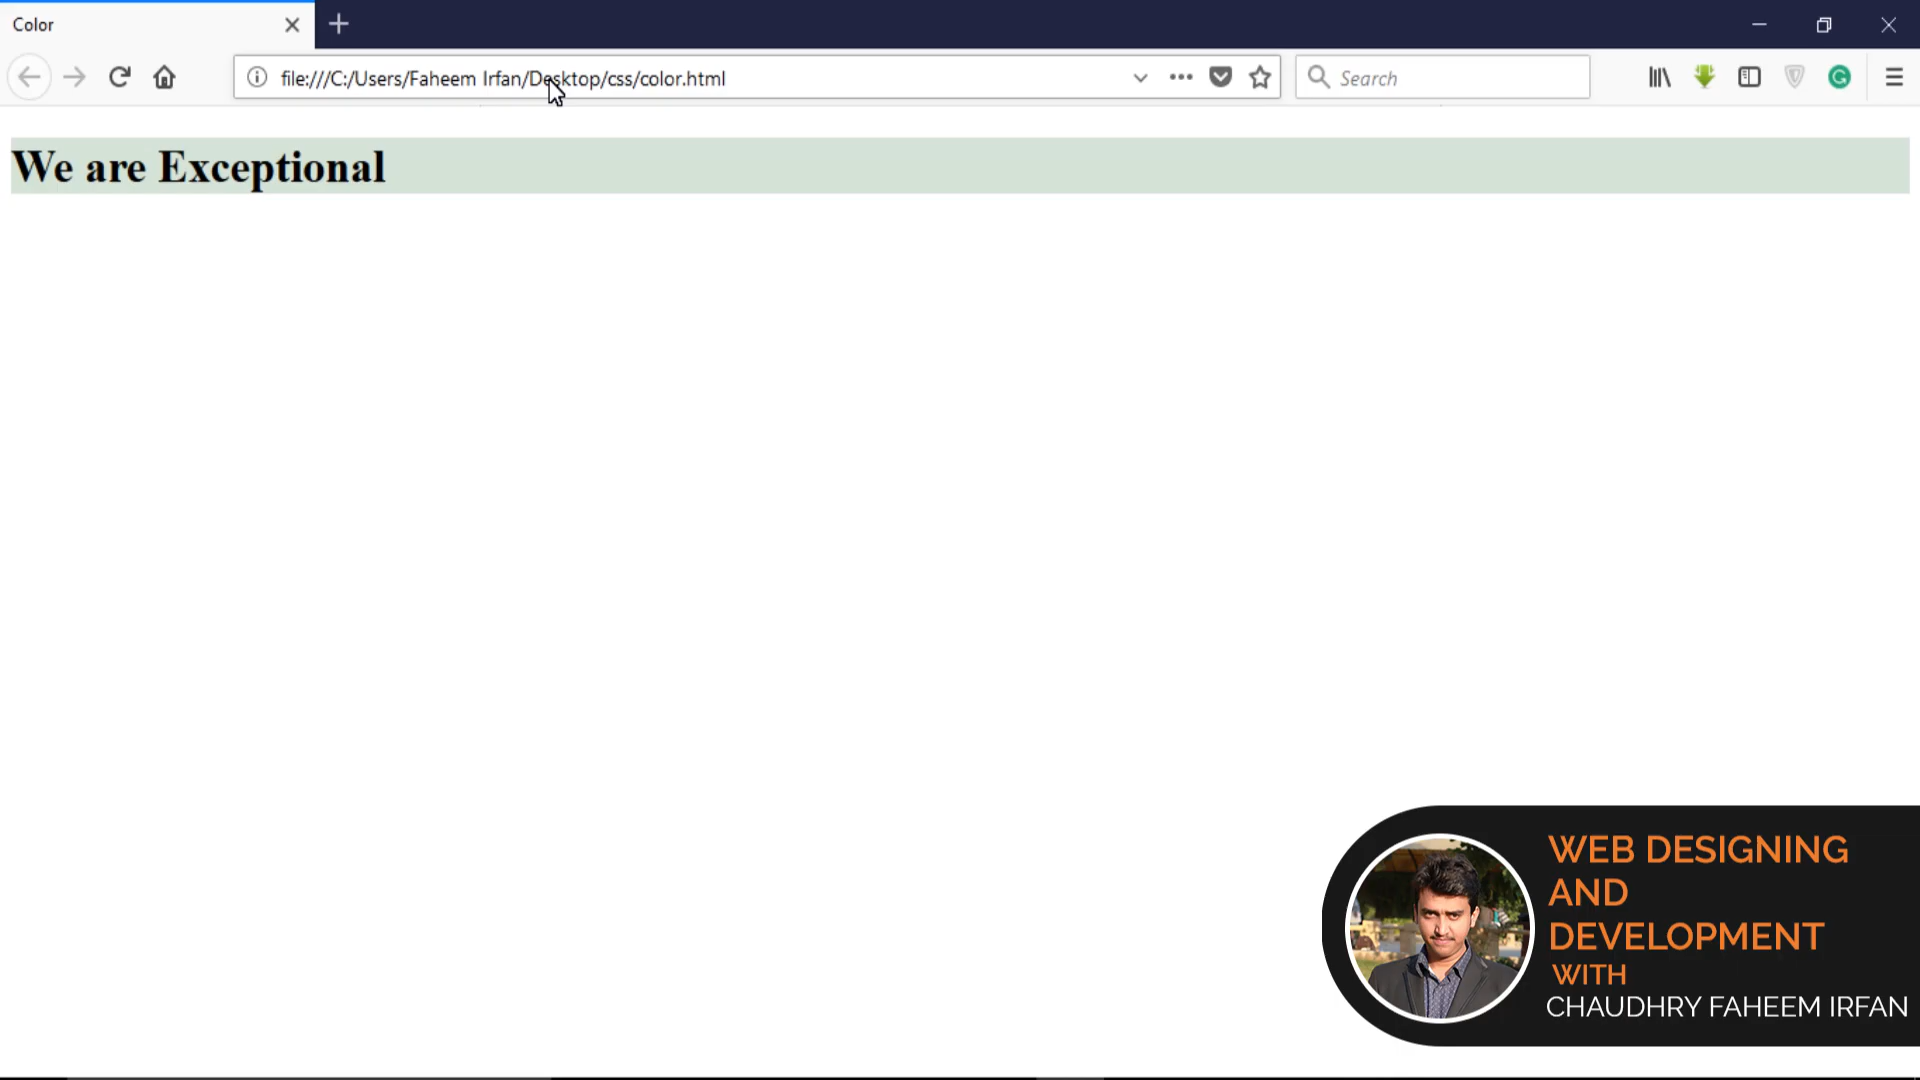 Color
file:///C:/Users/Faheem Irfan/Desktop/css/color.html
Search
We are Exceptional
WEB DESIGNING
AND
DEVELOPMENT
WITH
CHAUDHRY FAHEEM IRFAN